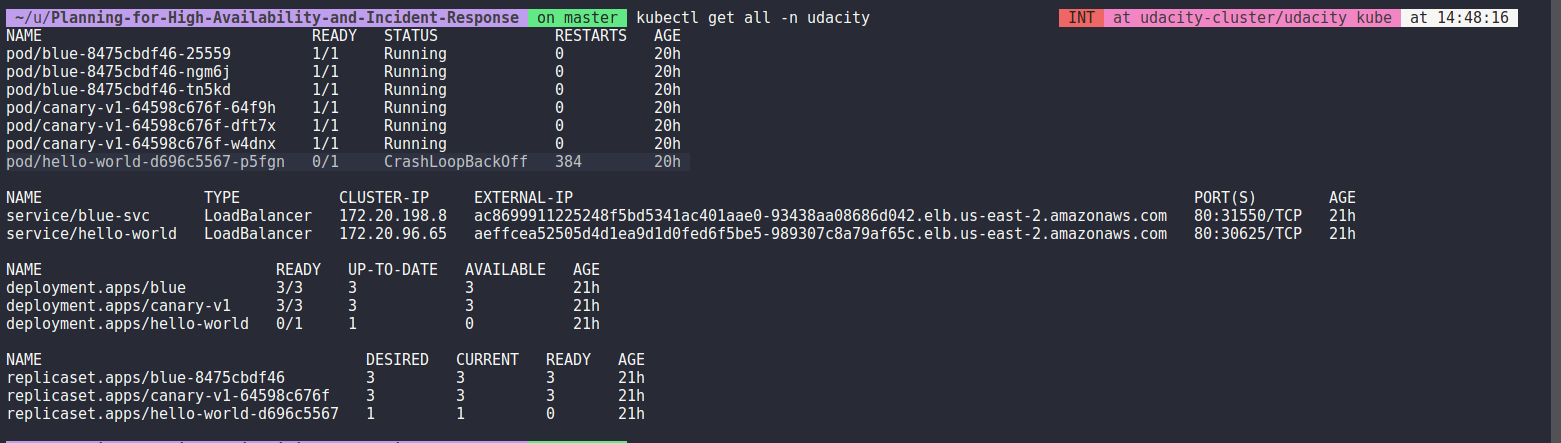 ~/u/Planning-for-High-Availability-and-Incident-Response on master kubectl get all -n udacity INT at udacity-cluster/udacity kube at 14:48:16
NAME READY STATUS RESTARTS AGE
pod/blue-8475cbdf46-25559 1/1 Running 0 20h
pod/blue-8475cbdf46-ngm6j 1/1 Running 0 20h
pod/blue-8475cbdf46-tn5kd 1/1 Running 0 20h
pod/canary-v1-64598c676f-64f9h 1/1 Running 0 20h
pod/canary-v1-64598c676f-dft7x 1/1 Running 0 20h
pod/canary-v1-64598c676f-w4dnx 1/1 Running 0 20h
pod/hello-world-d696c5567-p5fgn 0/1 CrashLoopBackOff 384 20h
NAME TYPE CLUSTER-IP EXTERNAL-IP PORT(S) AGE
service/blue-svc LoadBalancer 172.20.198.8 ac8699911225248f5bd5341ac401aae0-93438aa08686d042.elb.us-east-2.amazonaws.com 80:31550/TCP 21h
service/hello-world LoadBalancer 172.20.96.65 aeffcea52505d4d1ea9d1d0fed6f5be5-989307c8a79af65c.elb.us-east-2.amazonaws.com 80:30625/TCP 21h
NAME READY UP-TO-DATE AVAILABLE AGE
deployment.apps/blue 3/3 3 3 21h
deployment.apps/canary-v1 3/3 3 3 21h
deployment.apps/hello-world 0/1 1 0 21h
NAME DESIRED CURRENT READY AGE
replicaset.apps/blue-8475cbdf46 3 3 3 21h
replicaset.apps/canary-v1-64598c676f 3 3 3 21h
replicaset.apps/hello-world-d696c5567 1 1 0 21h